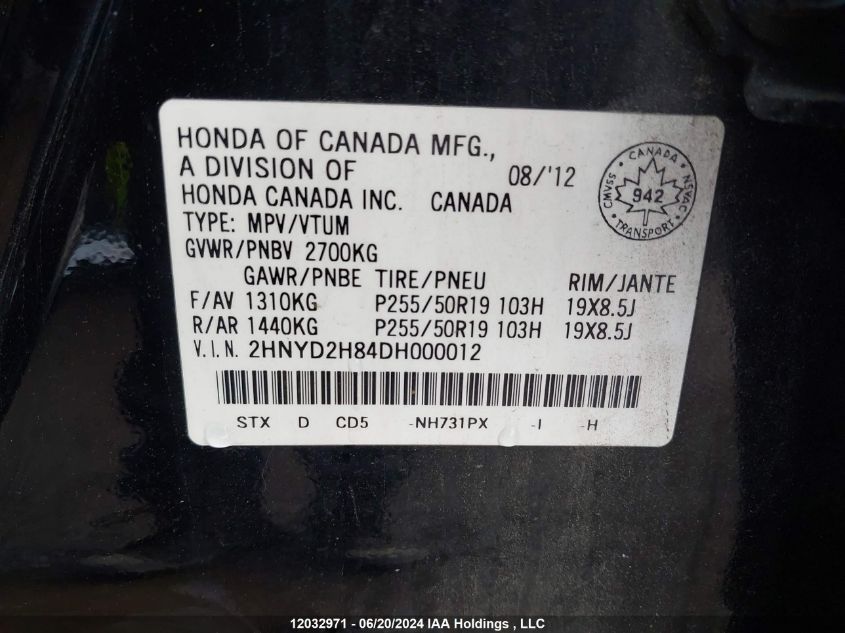 HONDA OF CANADA MFG.,
A DIVISION OF 08/'12
HONDA CANADA INC. CANADA
TYPE: MPV/VTUM
GVWR/PNBV 2700KG
GAWR/PNBE TIRE/PNEU RIM/JANTE
F/AV 1310KG P255/50R19 103H 19X8.5J
R/AR 1440KG P255/50R19 103H 19X8.5J
V.I.N. 2HNYD2H84DH000012
STX D CD5 -NH731PX -I -H
CANADA
CMVSS 942 NSVAC
TRANSPORT
12032971 - 06/20/2024 IAA Holdings , LLC